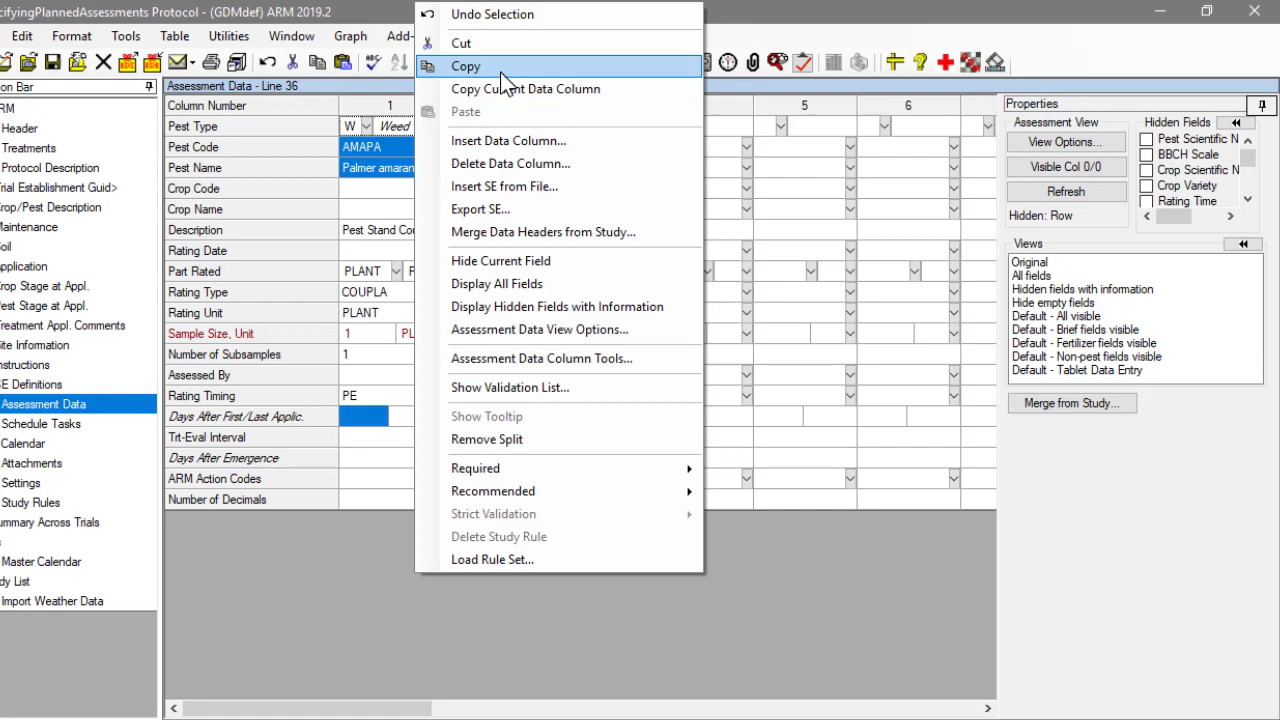 cifyingPlannedAssessments Protocol - (GDMdef) ARM 2019.2
Edit Format Tools Table Utilities Window Graph Add-
on Bar
RM
Header
Treatments
Protocol Description
rial Establishment Guid>
rop/Pest SE...
Maintenance
oil
pplication
rop Stage at Appl.
est Stage at Appl.
reatment Appl. Comments
ite Information
nstructions
E Definitions
Assessment Data
Schedule Tasks
Calendar
Attachments
Settings
Study Rules
ummary Across Trials
Master Calendar
dy List
Import Weather Data
Assessment Data - Line 36
Column Number 1 5 6
Pest Type W Weed
Pest Code AMAPA
Pest Name Palmer amaran
Crop Code
Crop Name
Description Pest Stand Cou
Rating Date
Part Rated PLANT P
Rating Type COUPLA
Rating Unit PLANT
Sample Size, Unit 1 PL
Number of Subsamples 1
Assessed By
Rating Timing PE
Days After First/Last Applic.
Trt-Eval Interval
Days After Emergence
ARM Action Codes
Number of Decimals
Undo Selection
Cut
Copy
Copy Current Data Column
Paste
Insert Data Column...
Delete Data Column...
Insert SE from File...
Export SE...
Merge Data Headers from Study...
Hide Current Field
Display All Fields
Display Hidden Fields with Information
Assessment Data View Options...
Assessment Data Column Tools...
Show Validation List...
Show Tooltip
Remove Split
Required
Recommended
Strict Validation
Delete Study Rule
Load Rule Set...
Properties
Assessment View
View Options...
Visible Col 0/0
Refresh
Hidden: Row
Hidden Fields
Pest Scientific N
BBCH Scale
Crop Scientific N
Crop Variety
Rating Time
Views
Original
All fields
Hidden fields with information
Hide empty fields
Default - All visible
Default - Brief fields visible
Default - Fertilizer fields visible
Default - Non-pest fields visible
Default - Tablet Data Entry
Merge from Study...